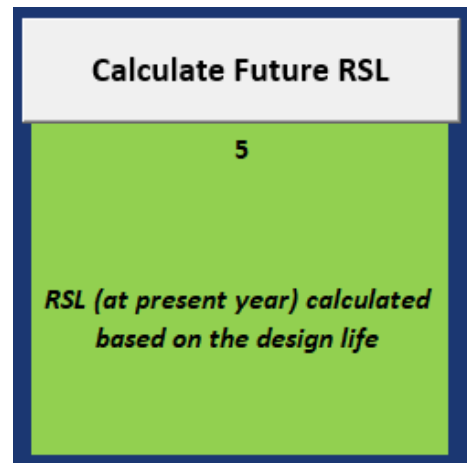 Calculate Future RSL
5
RSL (at present year) calculated
based on the design life